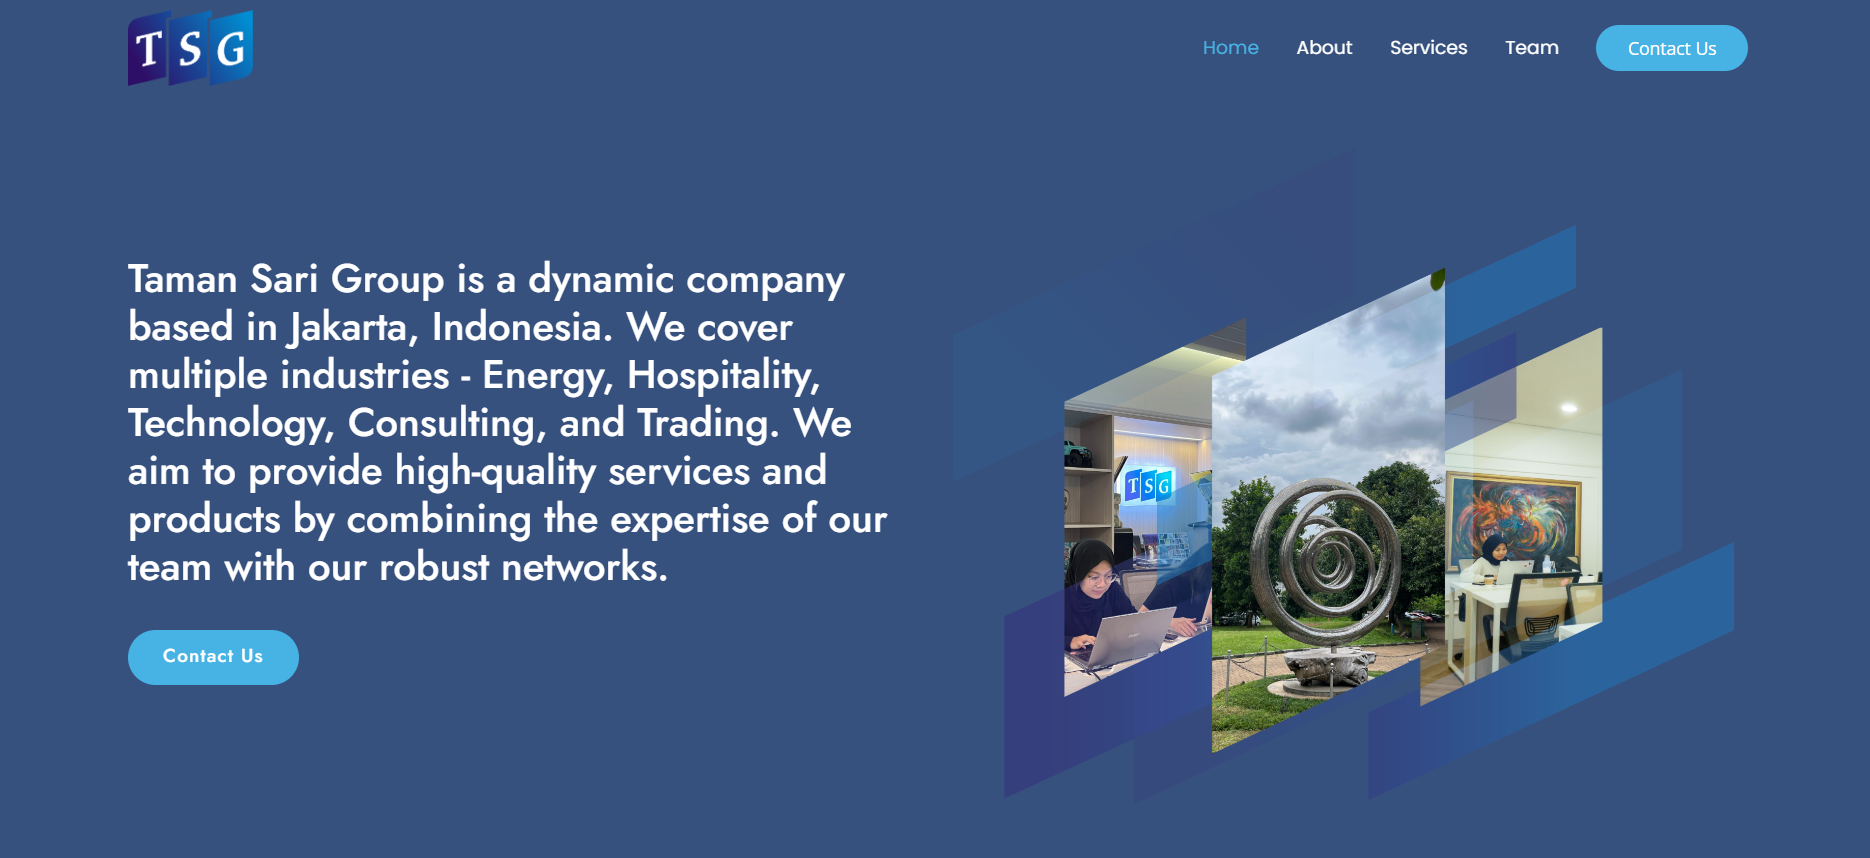 TSG
Home About Services Team Contact Us
Taman Sari Group is a dynamic company
based in Jakarta, Indonesia. We cover
multiple industries - Energy, Hospitality,
Technology, Consulting, and Trading. We
aim to provide high-quality services and
products by combining the expertise of our
team with our robust networks.
TSG
Contact Us